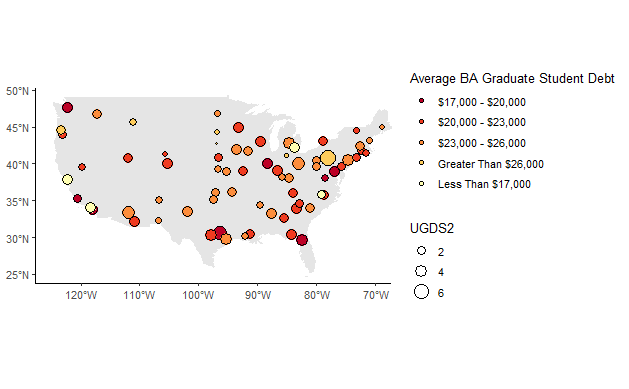 Average BA Graduate Student Debt
$17,000 - $20,000
$20,000 - $23,000
$23,000 - $26,000
Greater Than $26,000
Less Than $17,000
UGDS2
2
4
6
50°N
45°N
40°N
35°N
30°N
25°N
120°W 110°W 100°W 90°W 80°W 70°W